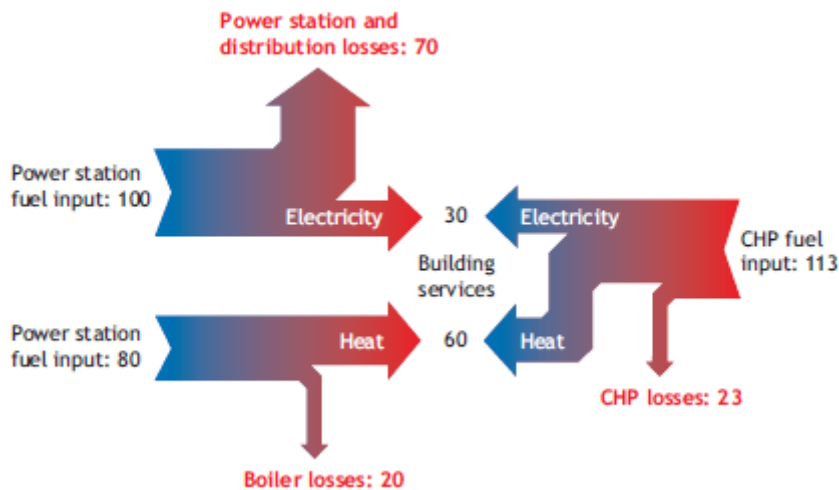 Power station and
distribution losses: 70
Power station
fuel input: 100
Electricity
30
Electricity
CHP fuel
input: 113
Building
services
Power station
fuel input: 80
Heat
60
Heat
CHP losses: 23
Boiler losses: 20